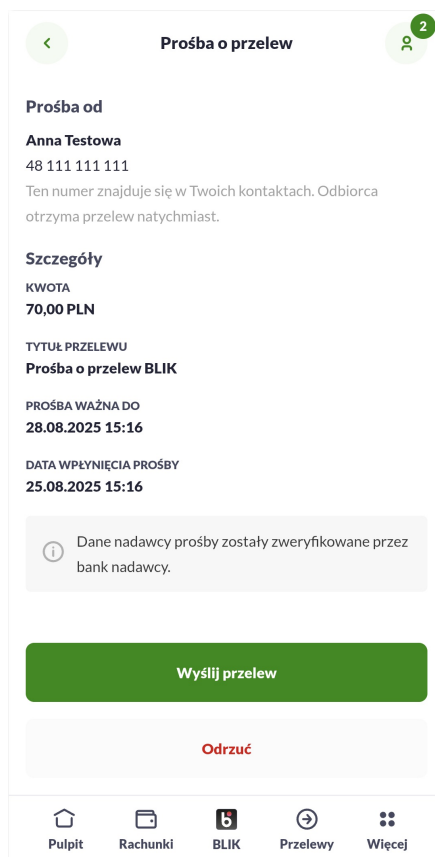 2
Prośba o przelew
Prośba od
Anna Testowa
48 111 111 111
Ten numer znajduje się w Twoich kontaktach. Odbiorca
otrzyma przelew natychmiast.
Szczegóły
KWOTA
70,00 PLN
TYTUŁ PRZELEWU
Prośba o przelew BLIK
PROŚBA WAŻNA DO
28.08.2025 15:16
DATA WPŁYNIĘCIA PROŚBY
25.08.2025 15:16
Dane nadawcy prośby zostały zweryfikowane przez
bank nadawcy.
Wyślij przelew
Odrzuć
Pulpit Rachunki BLIK Przelewy Więcej